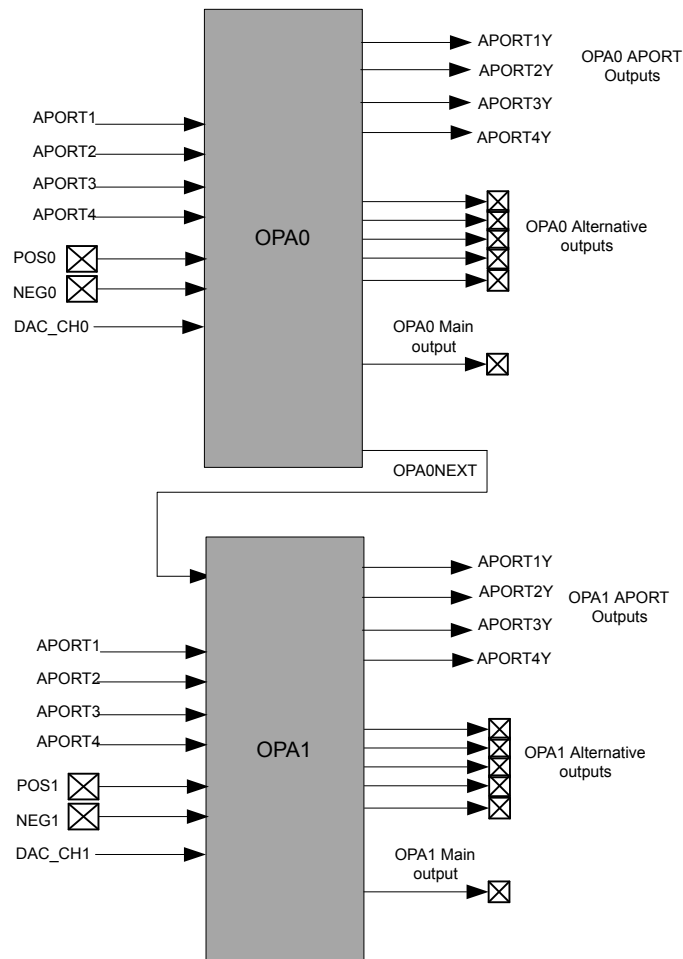 APORT1Y
APORT2Y
APORT3Y
APORT4Y
OPA0 APORT
Outputs
APORT1
APORT2
APORT3
APORT4
POS0
NEG0
DAC_CH0
OPA0
OPA0 Alternative
outputs
OPA0 Main
output
OPA0NEXT
APORT1Y
APORT2Y
APORT3Y
APORT4Y
OPA1 APORT
Outputs
APORT1
APORT2
APORT3
APORT4
POS1
NEG1
DAC_CH1
OPA1
OPA1 Alternative
outputs
OPA1 Main
output